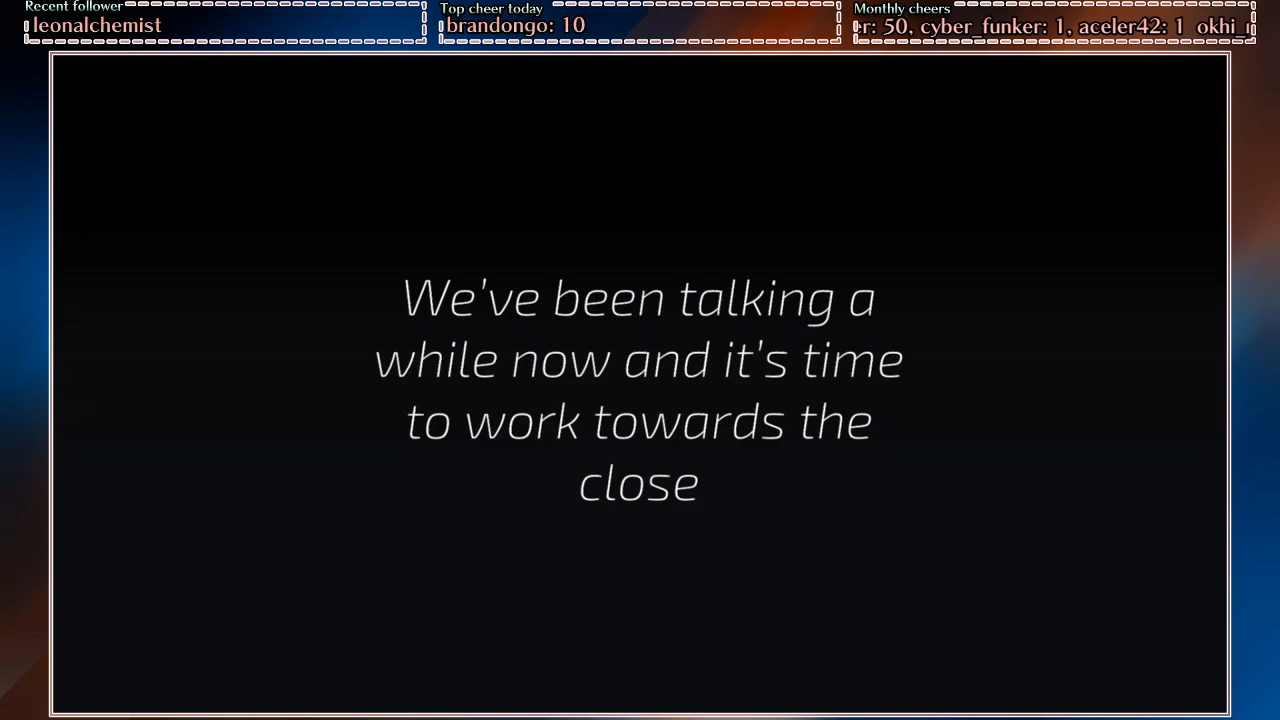 Recent follower
leonalchemist
Top cheer today
brandongo: 10
Monthly cheers
r: 50, cyber_funker: 1, aceler42: 1 okhi_
We've been talking a
while now and it's time
to work towards the
close